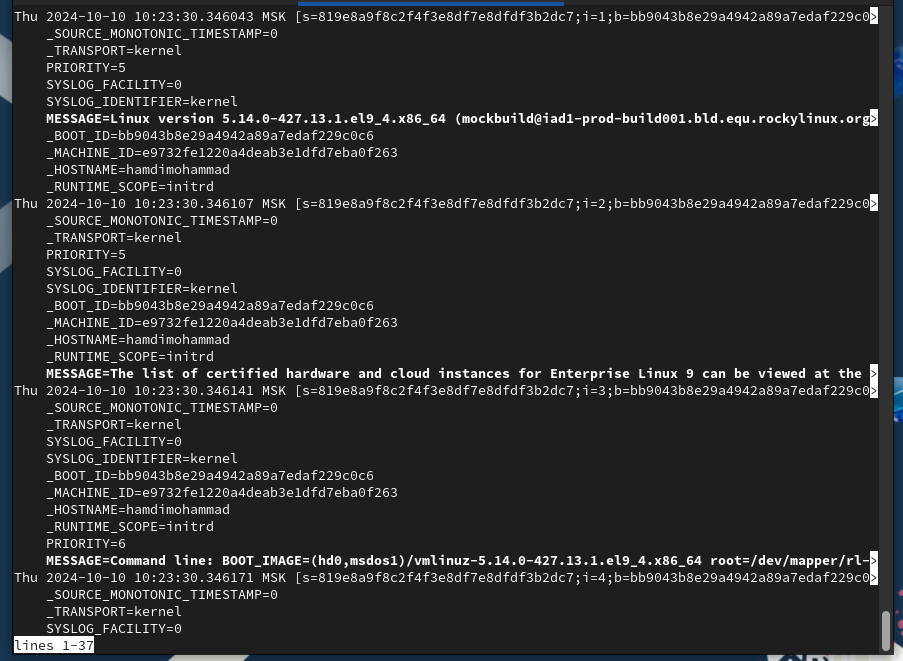 Thu 2024-10-10 10:23:30.346043 MSK [s=819e8a9f8c2f4f3e8df7e8dfdf3b2dc7;i=1;b=bb9043b8e29a4942a89a7edaf229c0>
_SOURCE_MONOTONIC_TIMESTAMP=0
_TRANSPORT=kernel
PRIORITY=5
SYSLOG_FACILITY=0
SYSLOG_IDENTIFIER=kernel
MESSAGE=Linux version 5.14.0-427.13.1.el9_4.x86_64 (mockbuild@iad1-prod-build001.bld.equ.rockylinux.org>
_BOOT_ID=bb9043b8e29a4942a89a7edaf229c0c6
_MACHINE_ID=e9732fe1220a4deab3e1dfd7eba0f263
_HOSTNAME=hamdimohammad
_RUNTIME_SCOPE=initrd
Thu 2024-10-10 10:23:30.346107 MSK [s=819e8a9f8c2f4f3e8df7e8dfdf3b2dc7;i=2;b=bb9043b8e29a4942a89a7edaf229c0>
_SOURCE_MONOTONIC_TIMESTAMP=0
_TRANSPORT=kernel
PRIORITY=5
SYSLOG_FACILITY=0
SYSLOG_IDENTIFIER=kernel
_BOOT_ID=bb9043b8e29a4942a89a7edaf229c0c6
_MACHINE_ID=e9732fe1220a4deab3e1dfd7eba0f263
_HOSTNAME=hamdimohammad
_RUNTIME_SCOPE=initrd
MESSAGE=The list of certified hardware and cloud instances for Enterprise Linux 9 can be viewed at the >
Thu 2024-10-10 10:23:30.346141 MSK [s=819e8a9f8c2f4f3e8df7e8dfdf3b2dc7;i=3;b=bb9043b8e29a4942a89a7edaf229c0>
_SOURCE_MONOTONIC_TIMESTAMP=0
_TRANSPORT=kernel
SYSLOG_FACILITY=0
SYSLOG_IDENTIFIER=kernel
_BOOT_ID=bb9043b8e29a4942a89a7edaf229c0c6
_MACHINE_ID=e9732fe1220a4deab3e1dfd7eba0f263
_HOSTNAME=hamdimohammad
_RUNTIME_SCOPE=initrd
PRIORITY=6
MESSAGE=Command line: BOOT_IMAGE=(hd0,msdos1)/vmlinuz-5.14.0-427.13.1.el9_4.x86_64 root=/dev/mapper/rl->
Thu 2024-10-10 10:23:30.346171 MSK [s=819e8a9f8c2f4f3e8df7e8dfdf3b2dc7;i=4;b=bb9043b8e29a4942a89a7edaf229c0>
_SOURCE_MONOTONIC_TIMESTAMP=0
_TRANSPORT=kernel
SYSLOG_FACILITY=0
lines 1-37